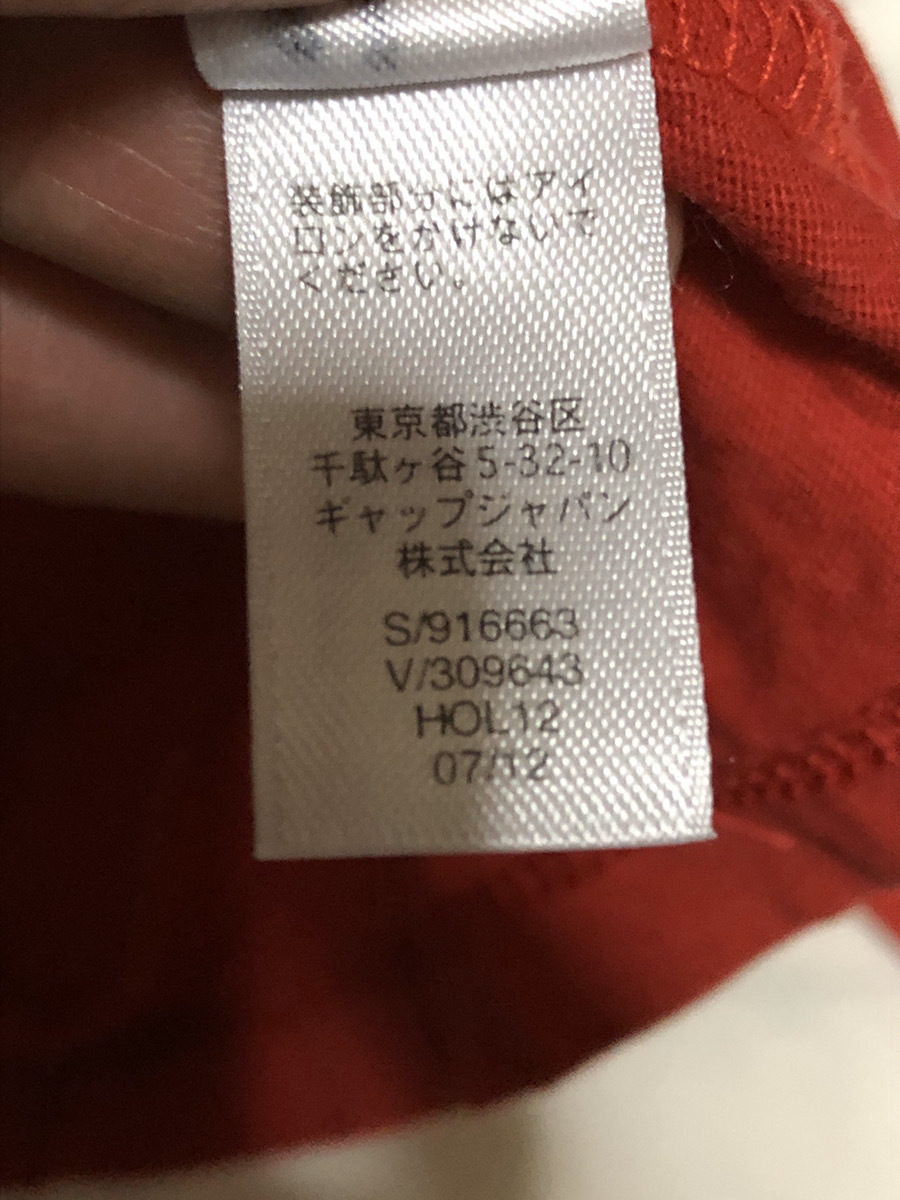 装飾部分にはアイ
ロンをかけないで
ください。
東京都渋谷区
千駄ヶ谷5-32-10
ギャップジャパン
株式会社
S/916663
V/309643
HOL12
07/12